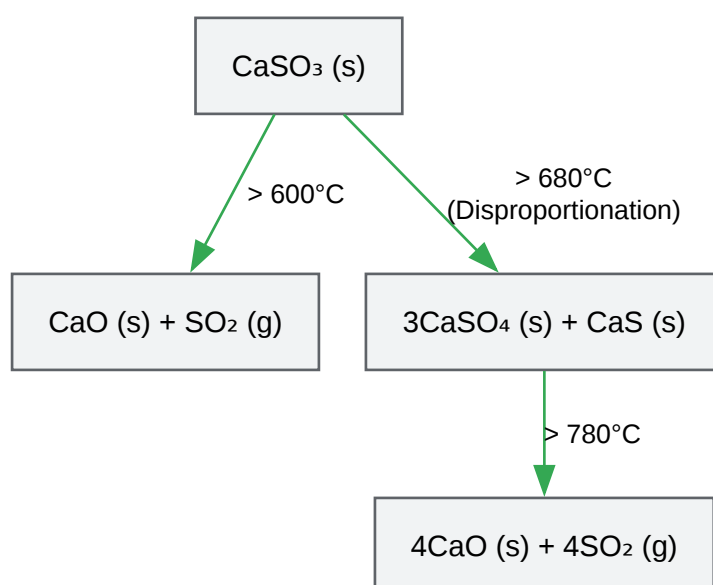 CaSO₃ (s)
> 600°C
> 680°C
(Disproportionation)
CaO (s) + SO₂ (g)
3CaSO₄ (s) + CaS (s)
> 780°C
4CaO (s) + 4SO₂ (g)